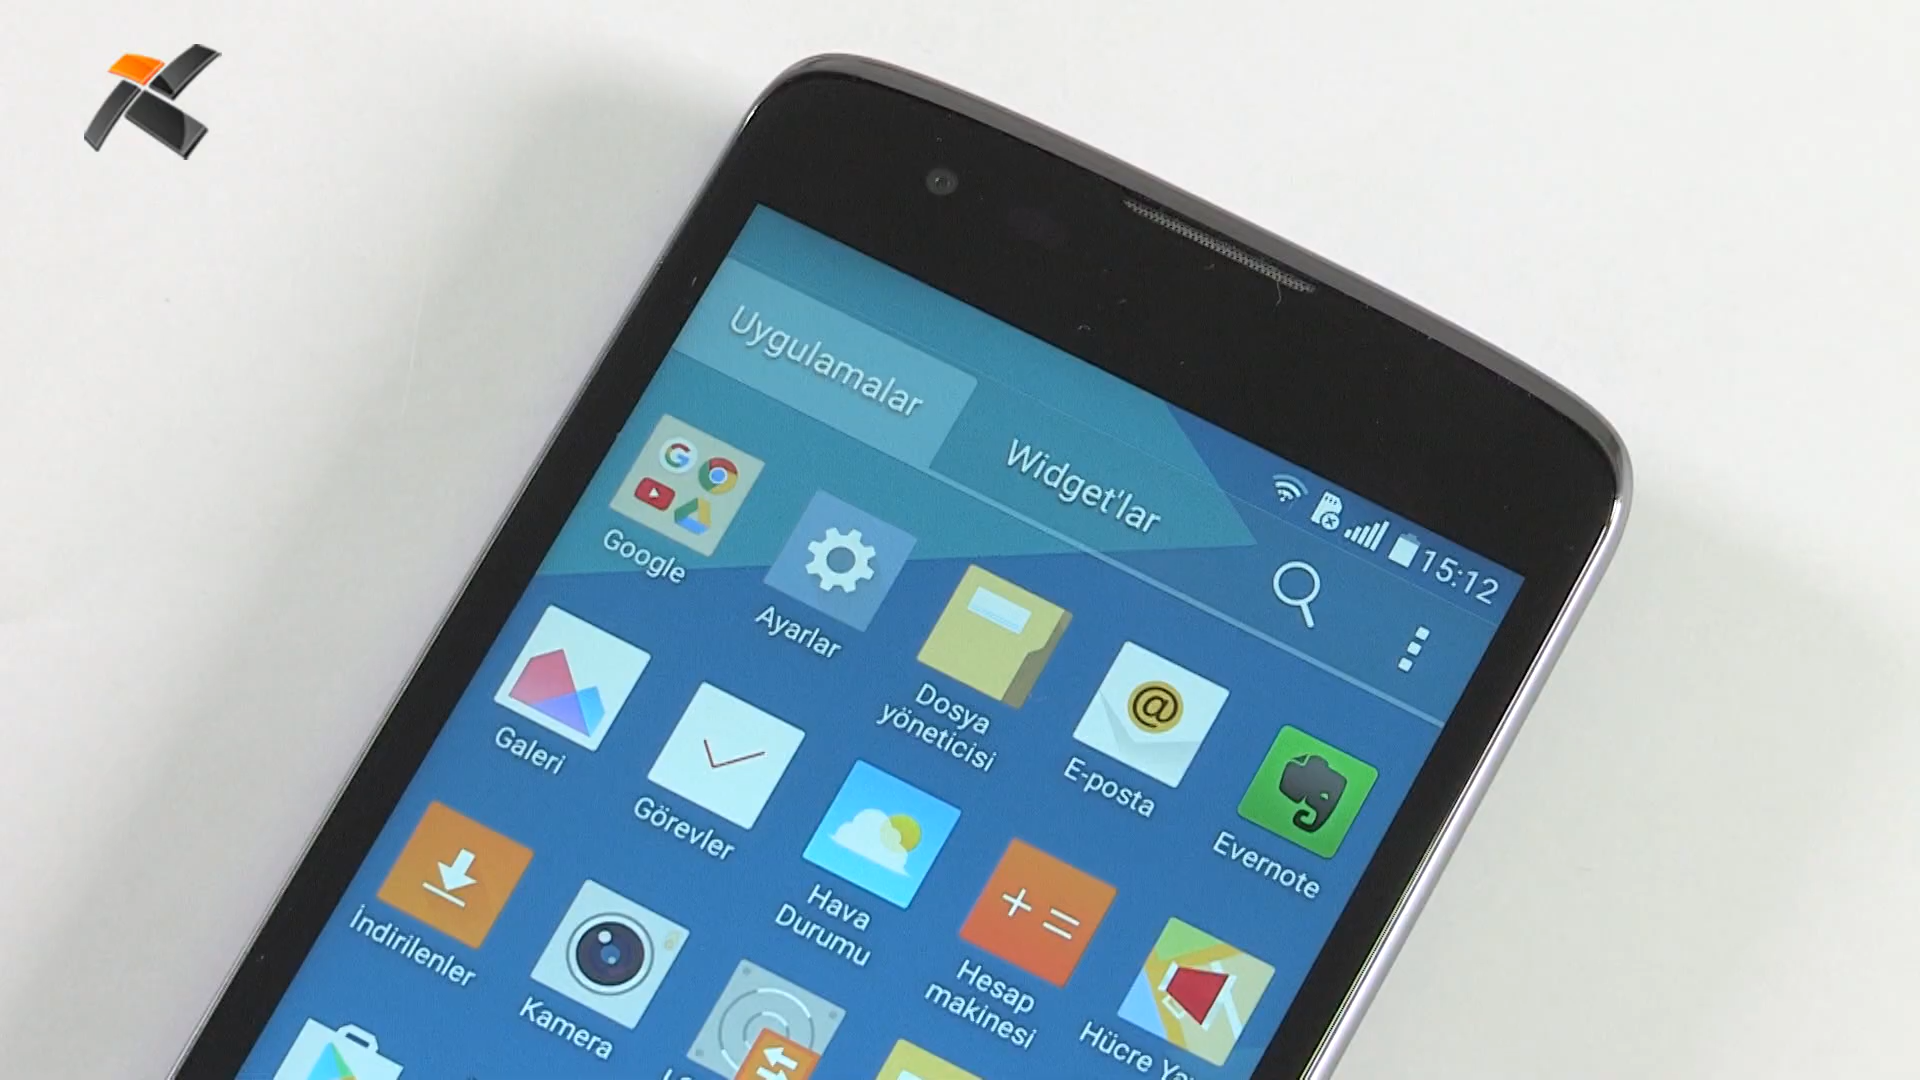 15:12
Uygulamalar
Widget'lar
Google
Ayarlar
Dosya
yöneticisi
E-posta
Evernote
Galeri
Görevler
Hava
Durumu
Hesap
makinesi
Hücre
İndirilenler
Kamera